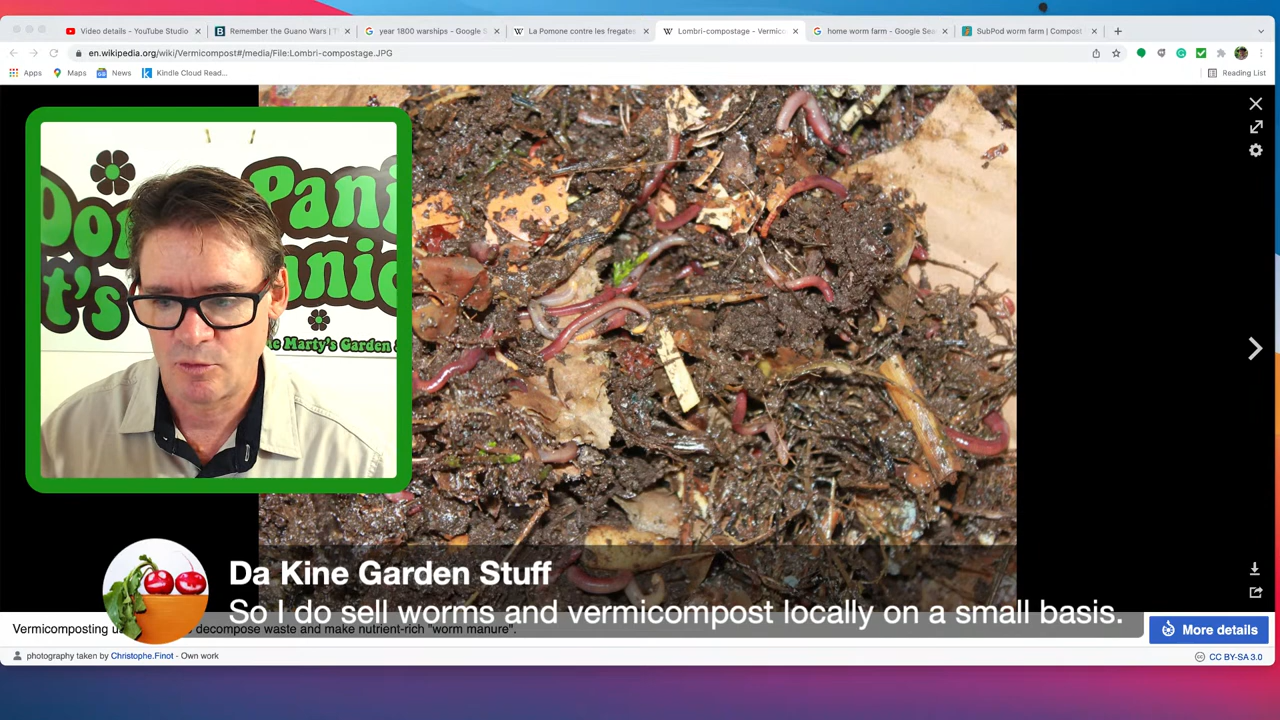 Video details - YouTube Studio
Remember the Guano Wars | T
year 1800 warships - Google S
La Pomone contre les fregates
Lombri-compostage - Vermic
home worm farm - Google Sea
SubPod worm farm | Compost
en.wikipedia.org/wiki/Vermicompost#/media/File:Lombri-compostage.JPG
Apps
Maps
News
Kindle Cloud Read...
Reading List
Don Pani
t's anic
e Marty's Garden
Da Kine Garden Stuff
So I do sell worms and vermicompost locally on a small basis.
Vermicomposting u decompose waste and make nutrient-rich "worm manure".
More details
photography taken by Christophe.Finot - Own work
CC BY-SA 3.0